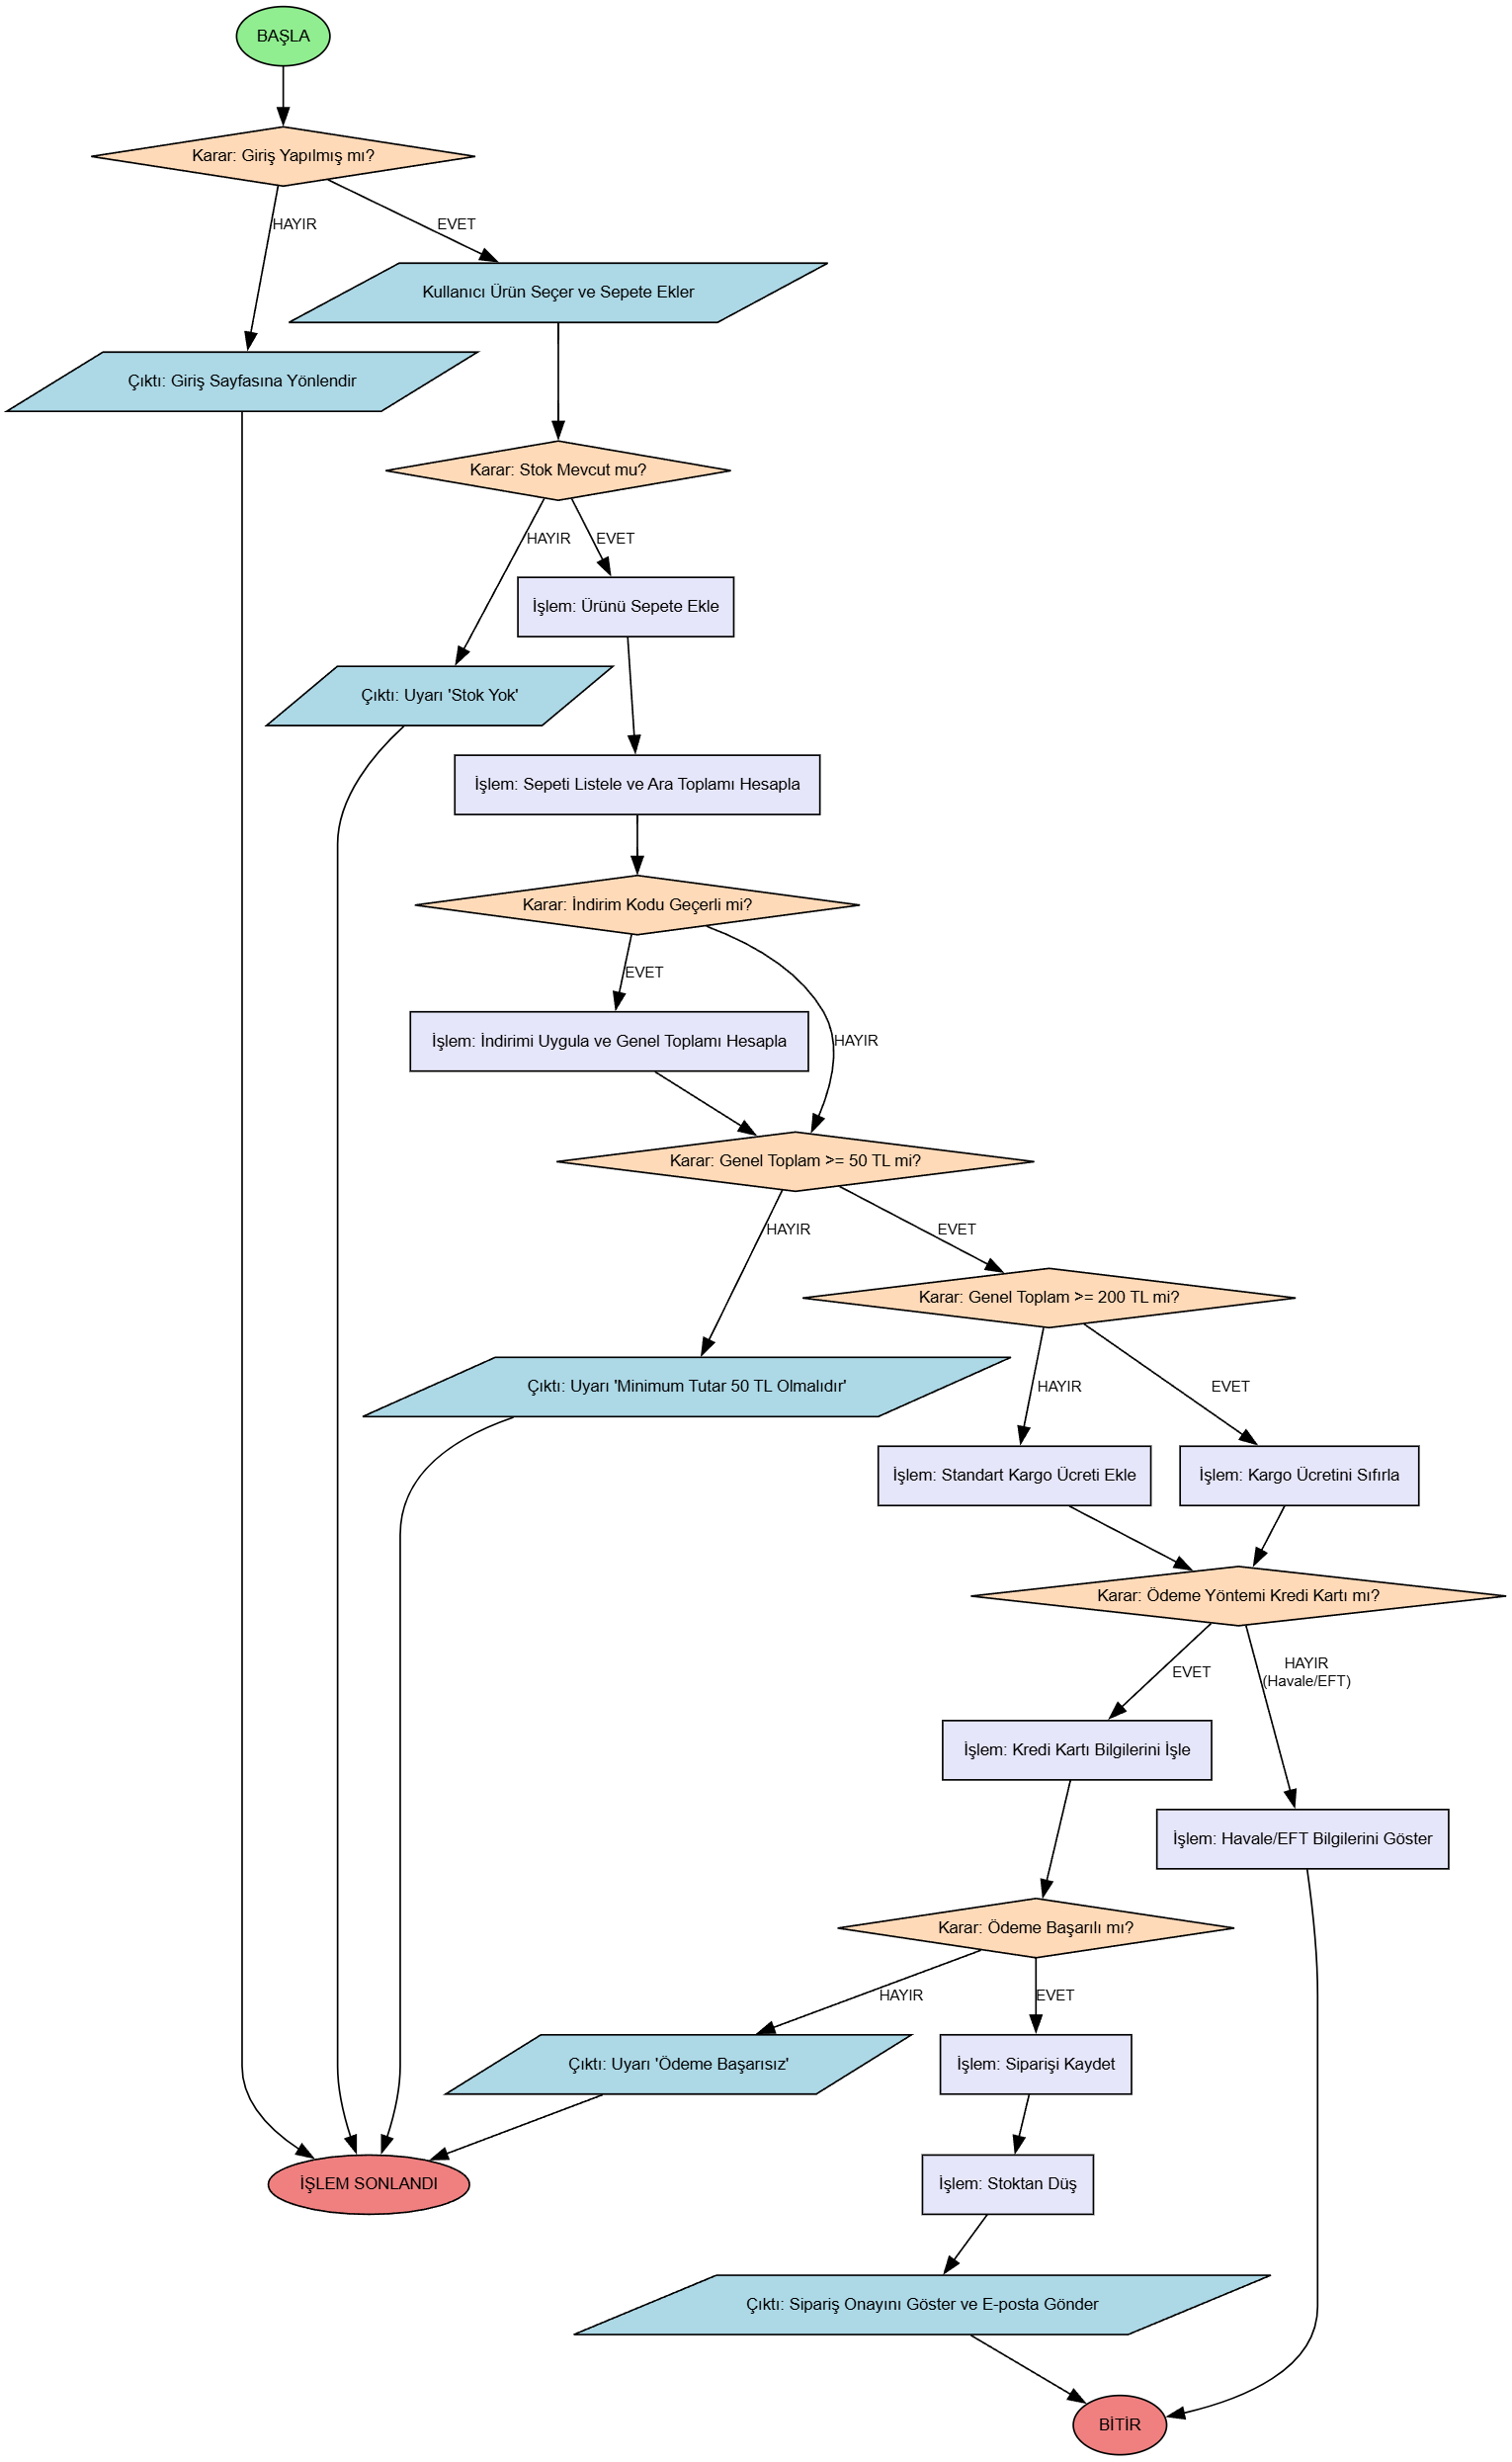 BAŞLA
Karar: Giriş Yapılmış mı?
HAYIR
EVET
Kullanıcı Ürün Seçer ve Sepete Ekler
Çıktı: Giriş Sayfasına Yönlendir
Karar: Stok Mevcut mu?
HAYIR
EVET
İşlem: Ürünü Sepete Ekle
Çıktı: Uyarı 'Stok Yok'
İşlem: Sepeti Listele ve Ara Toplamı Hesapla
Karar: İndirim Kodu Geçerli mi?
EVET
İşlem: İndirimi Uygula ve Genel Toplamı Hesapla
HAYIR
Karar: Genel Toplam >= 50 TL mi?
HAYIR
EVET
Karar: Genel Toplam >= 200 TL mi?
Çıktı: Uyarı 'Minimum Tutar 50 TL Olmalıdır'
HAYIR
EVET
İşlem: Standart Kargo Ücreti Ekle
İşlem: Kargo Ücretini Sıfırla
Karar: Ödeme Yöntemi Kredi Kartı mı?
EVET
HAYIR
(Havale/EFT)
İşlem: Kredi Kartı Bilgilerini İşle
İşlem: Havale/EFT Bilgilerini Göster
Karar: Ödeme Başarılı mı?
HAYIR
EVET
Çıktı: Uyarı 'Ödeme Başarısız'
İşlem: Siparişi Kaydet
İŞLEM SONLANDI
İşlem: Stoktan Düş
Çıktı: Sipariş Onayını Göster ve E-posta Gönder
BİTİR